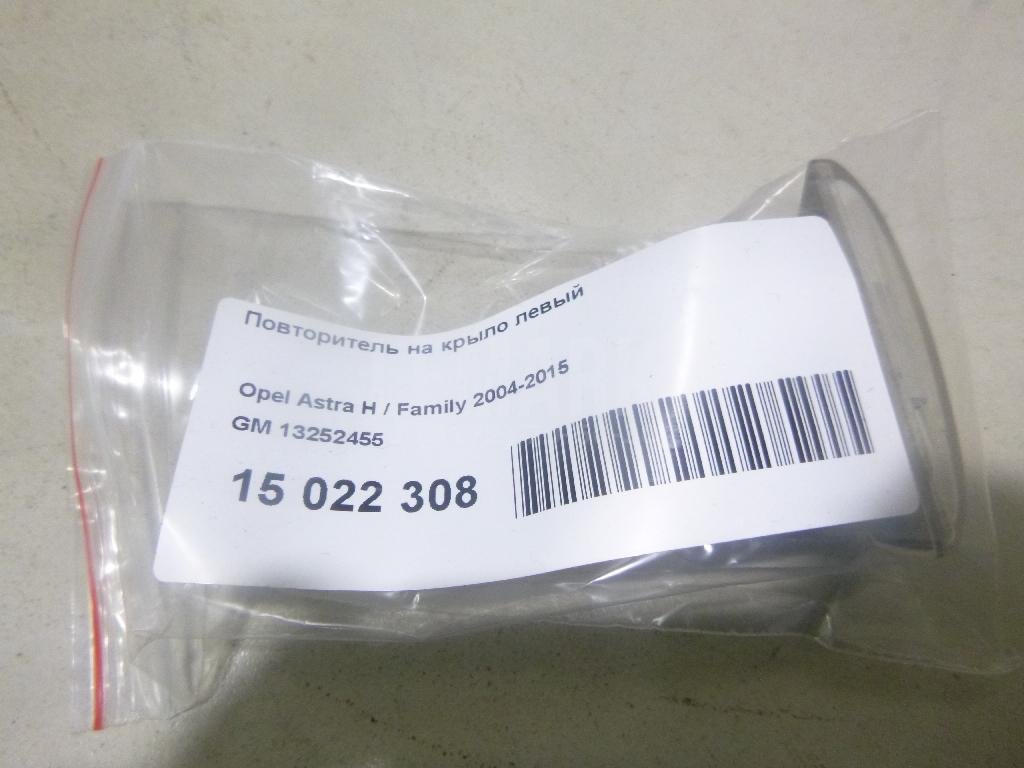 Повторитель на крыло левый
Opel Astra H / Family 2004-2015
GM 13252455
15 022 308